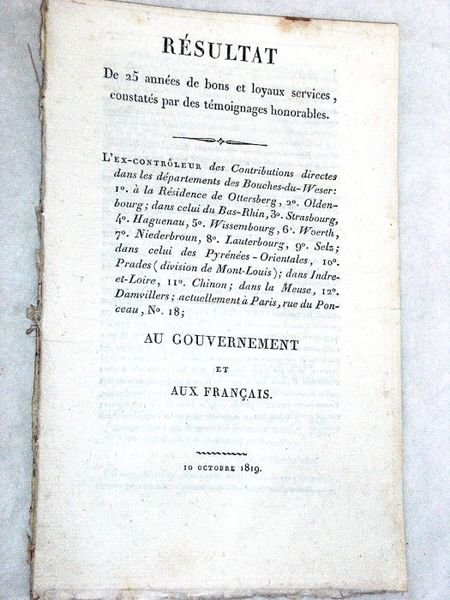 RÉSULTAT
De 25 années de bons et loyaux services,
constatés par des témoignages honorables.
L'EX-CONTRÔLEUR des Contributions directes
dans les départements des Bouches-du-Weser:
1º. à la Résidence de Ottersberg, 2º. Olden-
bourg; dans celui du Bas-Rhin, 3º. Strasbourg,
4º. Haguenau, 5º. Wissembourg, 6º. Woerth,
7º. Niederbroun, 8º. Lauterbourg, 9º. Selz;
dans celui des Pyrénées-Orientales, 10º.
Prades (division de Mont-Louis); dans Indre-
et-Loire, 11º. Chinon; dans la Meuse, 12º.
Damvillers; actuellement à Paris, rue du Pon-
ceau, Nº. 18;
AU GOUVERNEMENT
ET
AUX FRANÇAIS.
10 OCTOBRE 1819.